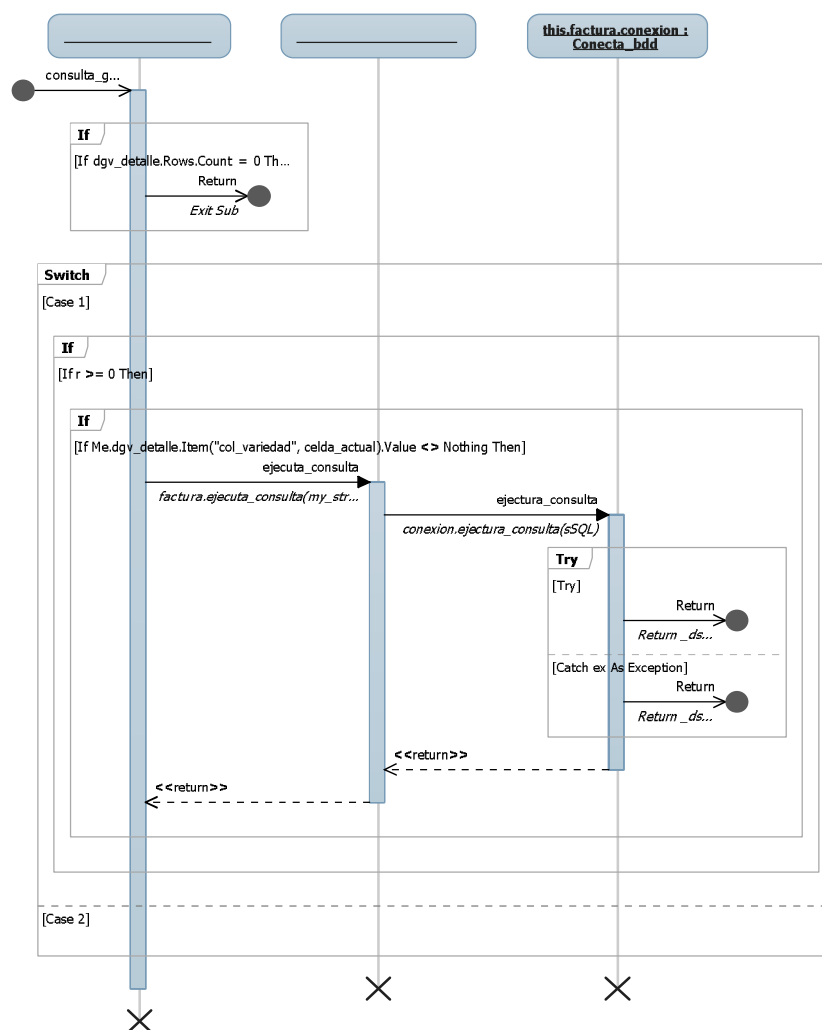 this.factura.conexion :
Conecta_bdd
consulta_g...
If
[If dgv_detalle.Rows.Count = 0 Th...
Return
Exit Sub
Switch
[Case 1]
If
[If r >= 0 Then]
If
[If Me.dgv_detalle.Item("col_variedad", celda_actual).Value <> Nothing Then]
ejecuta_consulta
factura.ejecuta_consulta(my_str...
ejectura_consulta
conexion.ejectura_consulta(sSQL)
Try
[Try]
Return
Return _ds...
[Catch ex As Exception]
Return
Return _ds...
<<return>>
<<return>>
[Case 2]